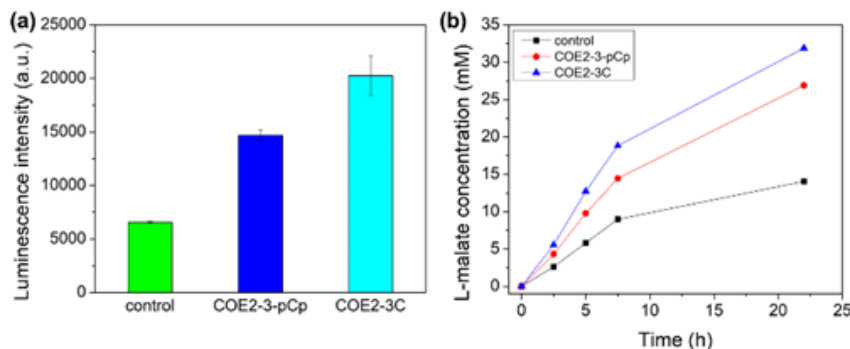 (a)
25000
20000
15000
10000
5000
0
Luminescence intensity (a.u.)
control COE2-3-pCp COE2-3C
(b)
35
30
25
20
15
10
5
0
L-malate concentration (mM)
control
COE2-3-pCp
COE2-3C
0 5 10 15 20 25
Time (h)